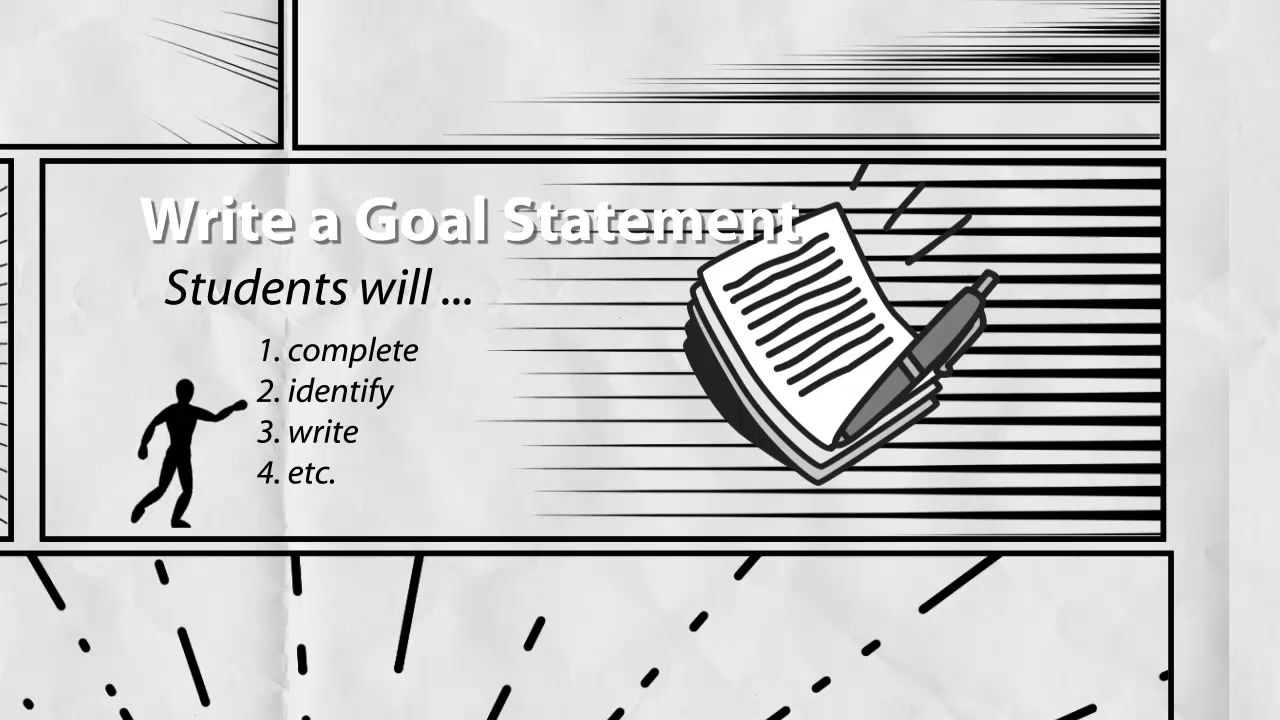 Write a Goal Statement
Students will ...
1. complete
2. identify
3. write
4. etc.